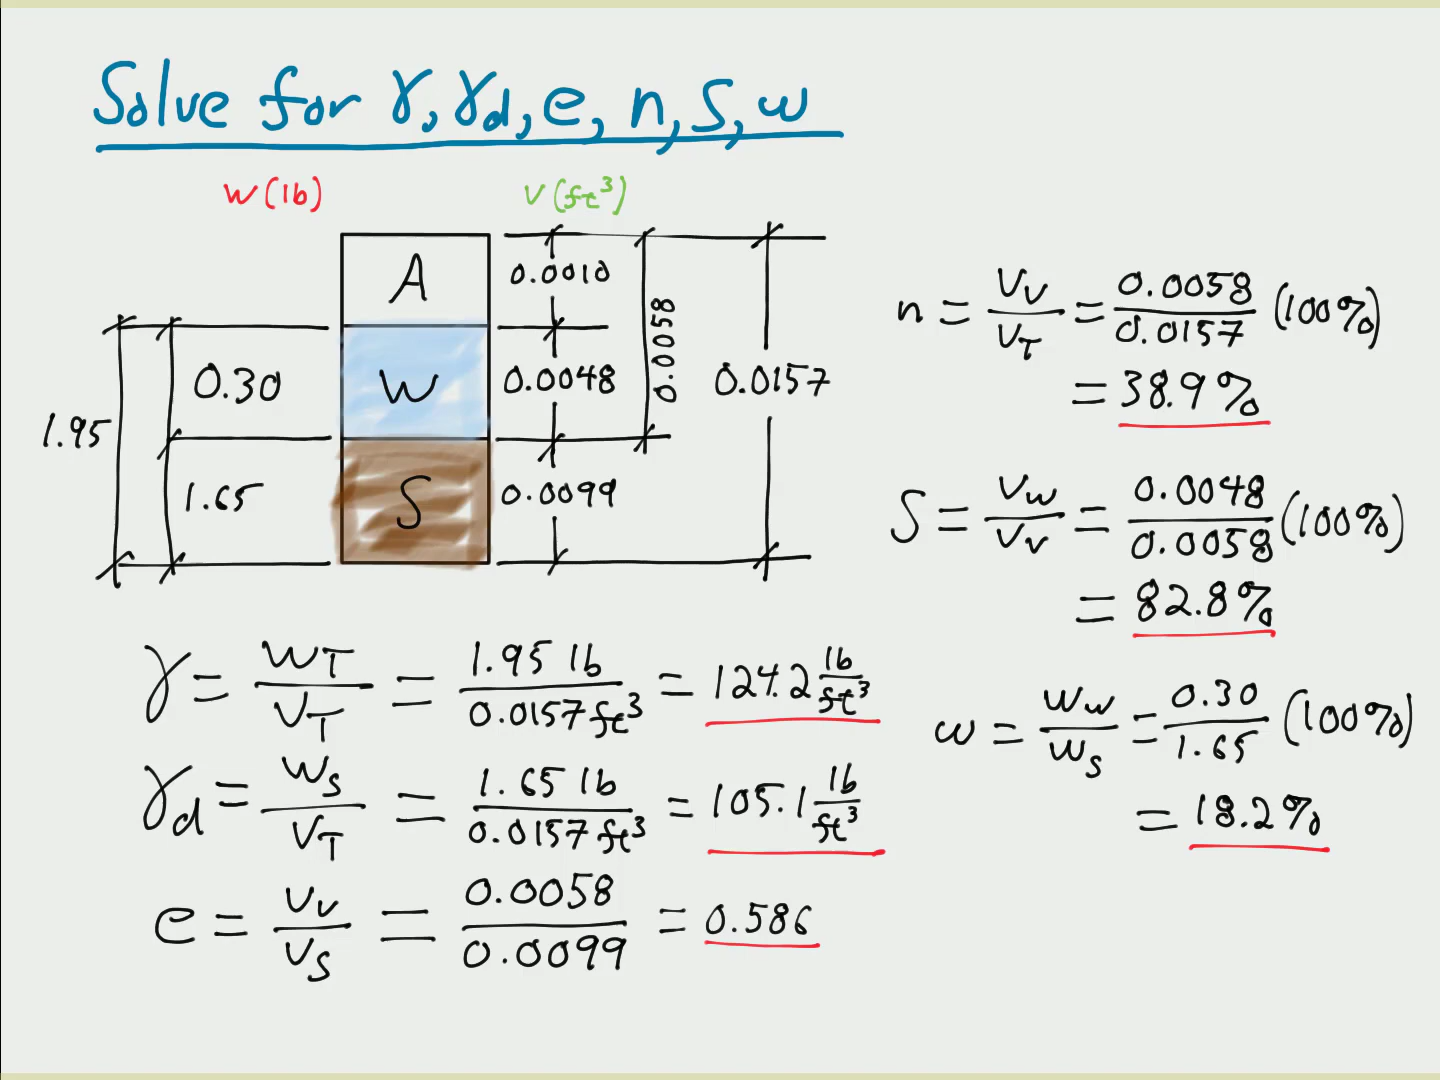 Solve for γ, γd, e, n, S, w
W (lb)
V (ft³)
A
W
S
0.0010
0.0048
0.0099
0.0058
0.0157
0.30
1.65
1.95
γ = WT / VT = 1.95 lb / 0.0157 ft³ = 124.2 lb/ft³
γd = Ws / VT = 1.65 lb / 0.0157 ft³ = 105.1 lb/ft³
e = Vv / Vs = 0.0058 / 0.0099 = 0.586
n = Vv / VT = 0.0058 / 0.0157 (100%)
= 38.9%
S = Vw / Vv = 0.0048 / 0.0058 (100%)
= 82.8%
w = Ww / Ws = 0.30 / 1.65 (100%)
= 18.2%